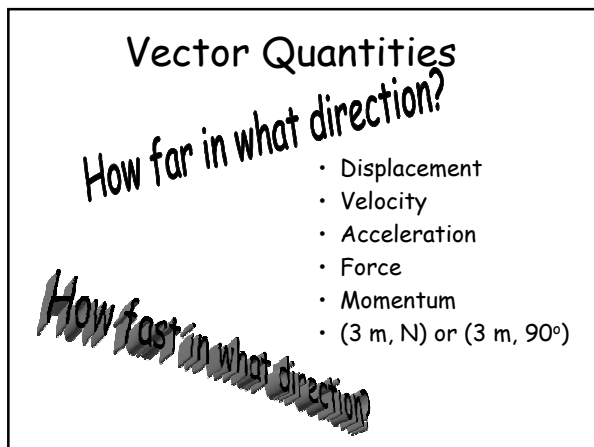 Vector Quantities
How far in what direction?
• Displacement
• Velocity
• Acceleration
• Force
• Momentum
• (3 m, N) or (3 m, 90º)
How fast in what direction?